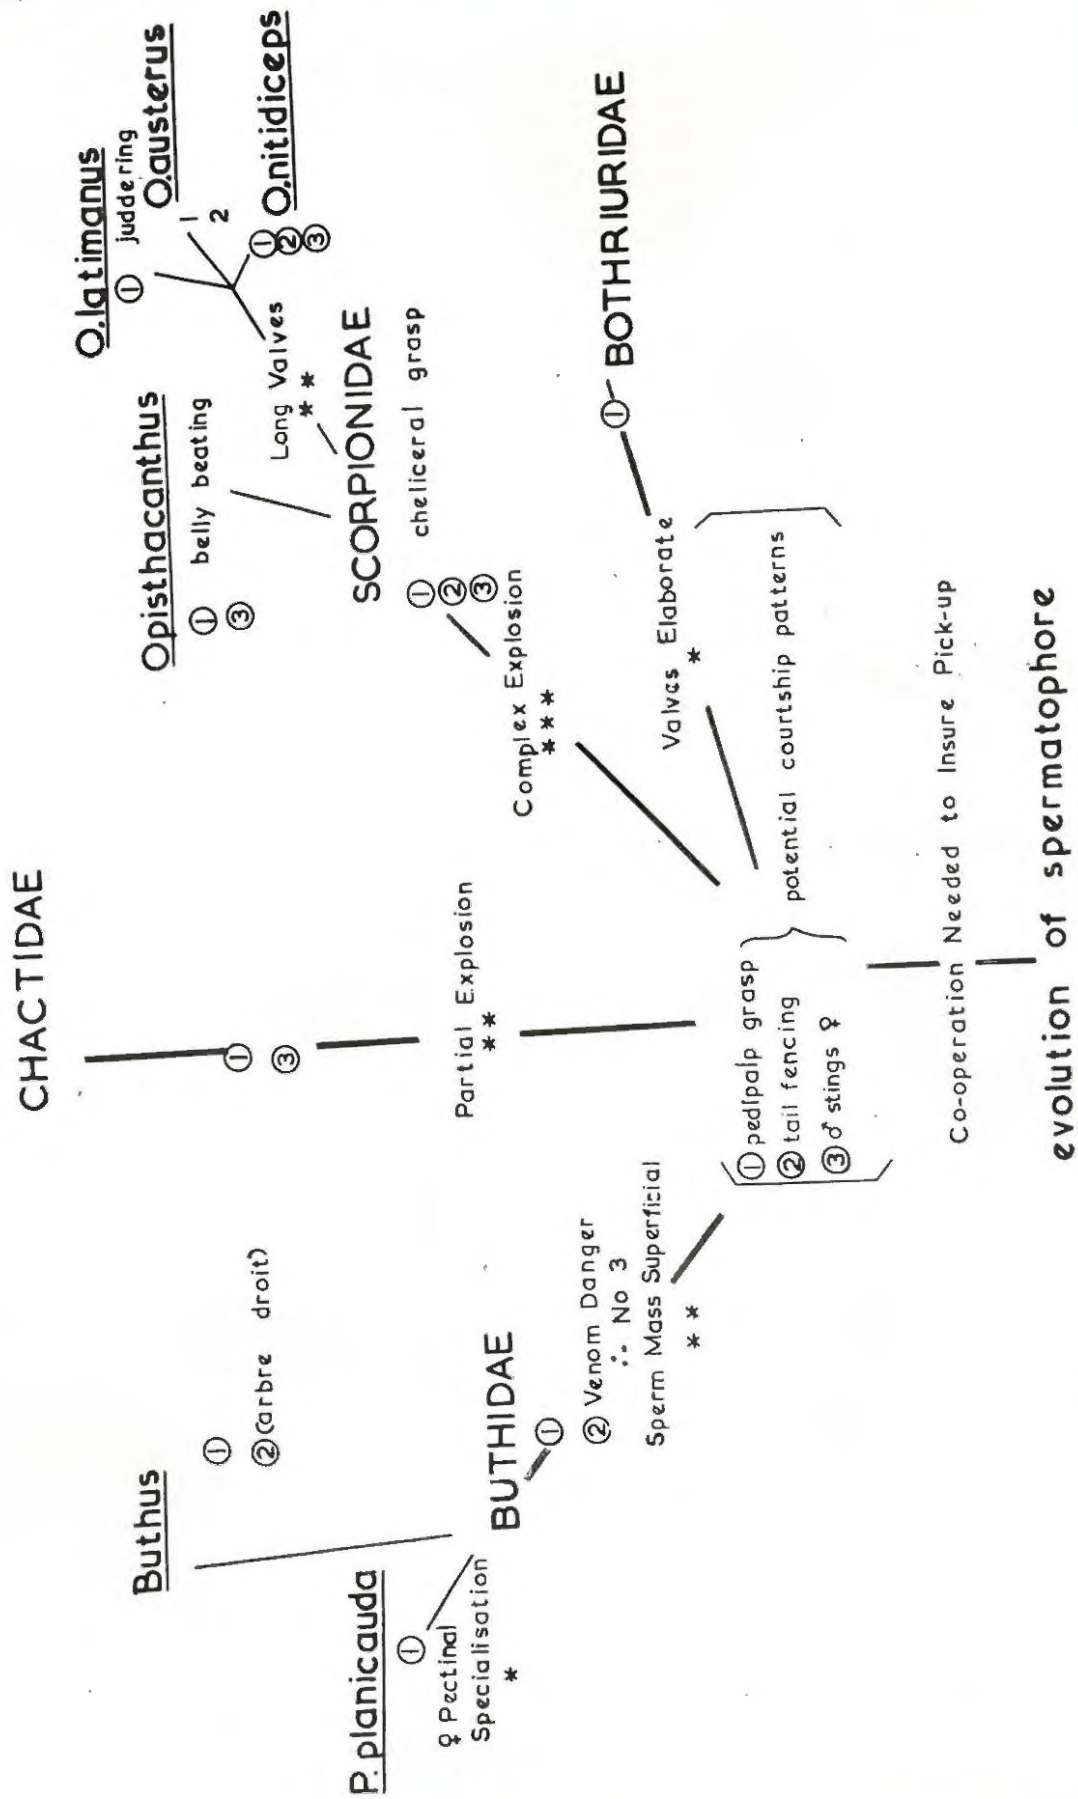 CHACTIDAE
①
③
Partial Explosion
* *
Buthus
①
②(arbre droit)
P. planicauda
①
♀ Pectinal
Specialisation
*
BUTHIDAE
①
② Venom Danger
∴ No 3
Sperm Mass Superficial
* *
Opisthacanthus
① belly beating
③
O.latimanus
① juddering
O.austerus
1
2
O.nitidiceps
①
②
③
Long Valves
* *
SCORPIONIDAE
① cheliceral grasp
②
③
Complex Explosion
* * *
① BOTHRIURIDAE
Valves Elaborate
*
① pedipalp grasp
② tail fencing
③ ♂ stings ♀
potential courtship patterns
Co-operation Needed to Insure Pick-up
evolution of spermatophore